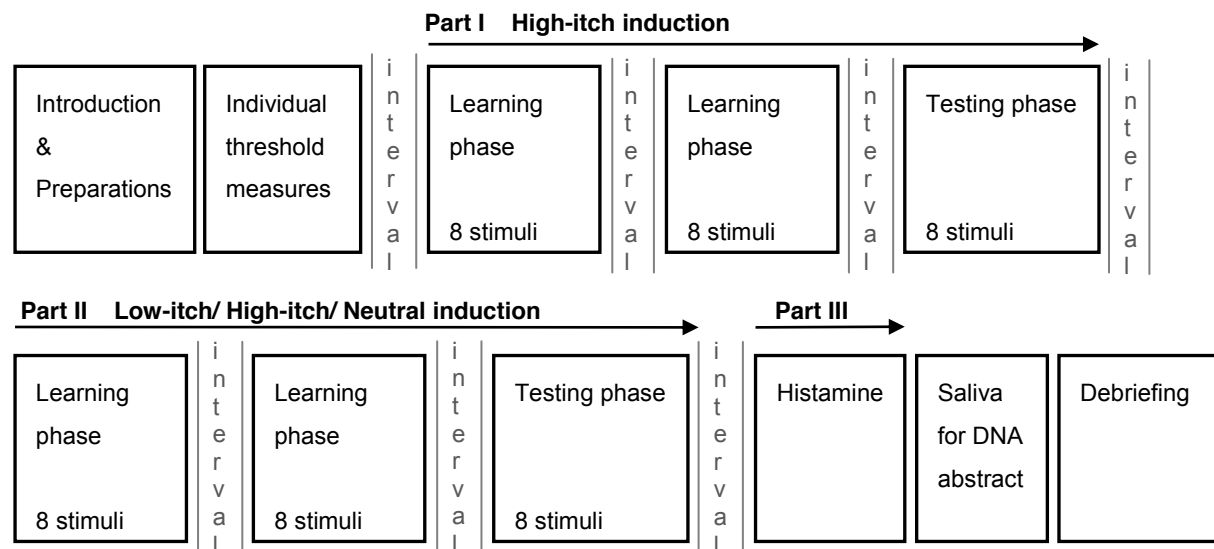 Part I High-itch induction
Introduction
&
Preparations
Individual
threshold
measures
interval
Learning
phase
8 stimuli
interval
Learning
phase
8 stimuli
interval
Testing phase
8 stimuli
interval
Part II Low-itch/ High-itch/ Neutral induction
Part III
Learning
phase
8 stimuli
interval
Learning
phase
8 stimuli
interval
Testing phase
8 stimuli
interval
Histamine
Saliva
for DNA
abstract
Debriefing